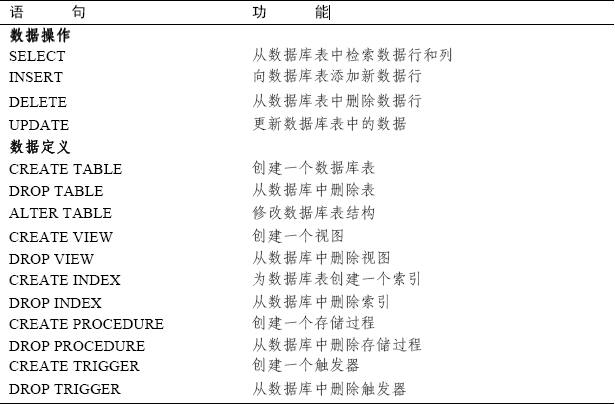 语 句 功 能
数据操作
SELECT 从数据库表中检索数据行和列
INSERT 向数据库表添加新数据行
DELETE 从数据库表中删除数据行
UPDATE 更新数据库表中的数据
数据定义
CREATE TABLE 创建一个数据库表
DROP TABLE 从数据库中删除表
ALTER TABLE 修改数据库表结构
CREATE VIEW 创建一个视图
DROP VIEW 从数据库中删除视图
CREATE INDEX 为数据库表创建一个索引
DROP INDEX 从数据库中删除索引
CREATE PROCEDURE 创建一个存储过程
DROP PROCEDURE 从数据库中删除存储过程
CREATE TRIGGER 创建一个触发器
DROP TRIGGER 从数据库中删除触发器